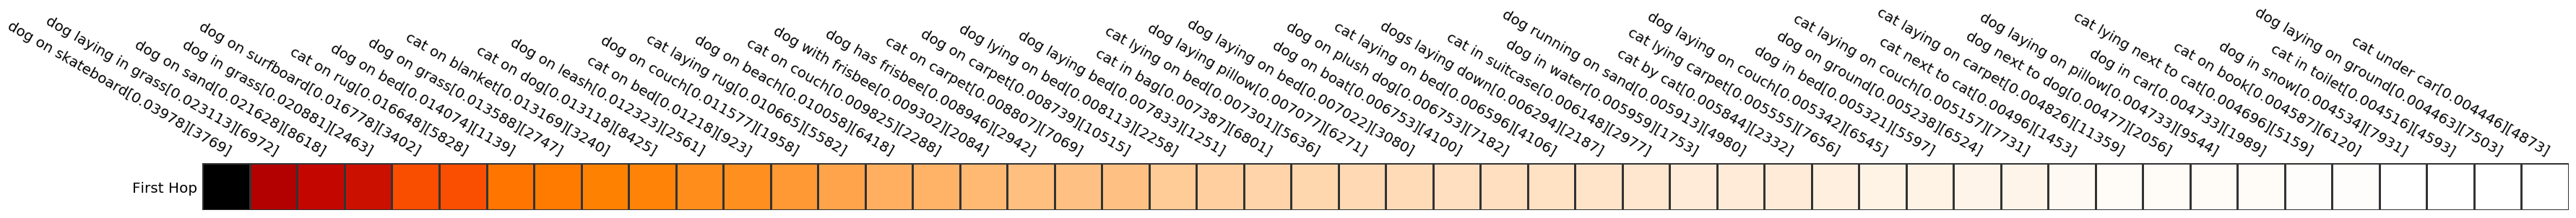 dog on skateboard[0.03978][3769]
dog laying in grass[0.023113][6972]
dog on sand[0.021628][8618]
dog in grass[0.020881][2463]
dog on surfboard[0.016778][3402]
cat on rug[0.01648][5828]
dog on bed[0.014074][1139]
dog on grass[0.013588][2747]
cat on blanket[0.013169][3240]
cat on dog[0.013118][8425]
dog on leash[0.012323][2561]
cat on bed[0.01218][923]
dog on couch[0.011577][1958]
cat laying rug[0.010665][5582]
dog on beach[0.010058][6418]
cat on couch[0.009825][2288]
dog with frisbee[0.009302][2084]
dog has frisbee[0.008946][2942]
cat on carpet[0.008807][7069]
dog on carpet[0.008739][1015]
dog lying on bed[0.008113][2258]
dog laying bed[0.007833][1251]
cat in bag[0.007387][6801]
cat lying on bed[0.007301][5636]
dog laying pillow[0.007077][6271]
dog laying on bed[0.007022][3080]
dog on boat[0.006753][4100]
dog on plush dog[0.006753][7182]
cat laying on bed[0.006596][4106]
dogs laying down[0.006294][2187]
cat in suitcase[0.006148][2977]
dog in water[0.005959][1753]
dog running on sand[0.005913][4980]
cat by cat[0.005844][2332]
cat lying carpet[0.005555][7656]
dog laying on couch[0.005342][6545]
dog in bed[0.005321][5597]
dog on ground[0.005238][6524]
cat laying on couch[0.005157][7731]
cat next to cat[0.00496][1453]
cat laying on carpet[0.004826][1359]
dog next to dog[0.00477][2056]
dog laying on pillow[0.004733][9544]
dog in car[0.004733][1989]
cat lying next to cat[0.004696][5159]
cat on book[0.004587][6120]
dog in snow[0.004534][7931]
cat in toilet[0.004516][4593]
dog laying on ground[0.004463][7503]
cat under car[0.004446][4873]
First Hop